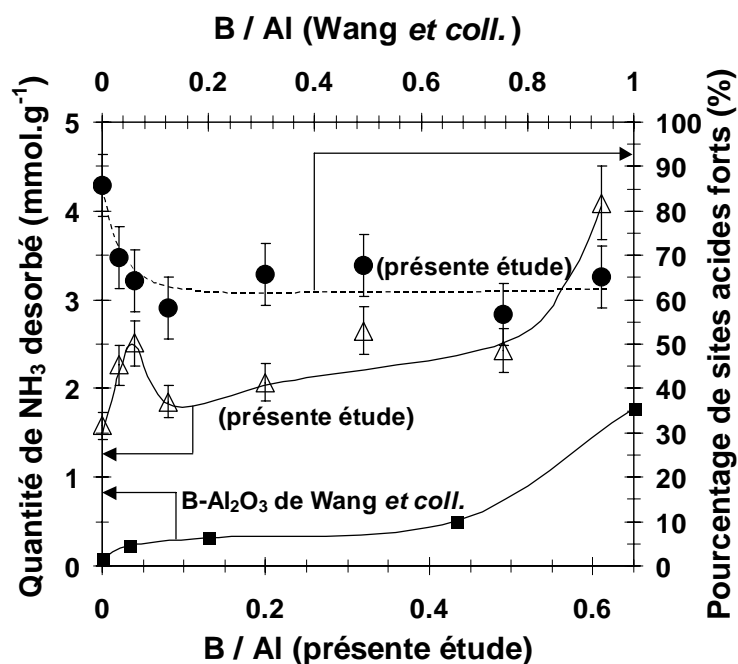 B / Al (Wang et coll.)
0 0.2 0.4 0.6 0.8 1
Quantité de NH₃ desorbé (mmol.g⁻¹)
5
4
3
2
1
0
100
90
80
70
60
50
40
30
20
10
0
Pourcentage de sites acides forts (%)
(présente étude)
(présente étude)
B-Al₂O₃ de Wang et coll.
0 0.2 0.4 0.6
B / Al (présente étude)